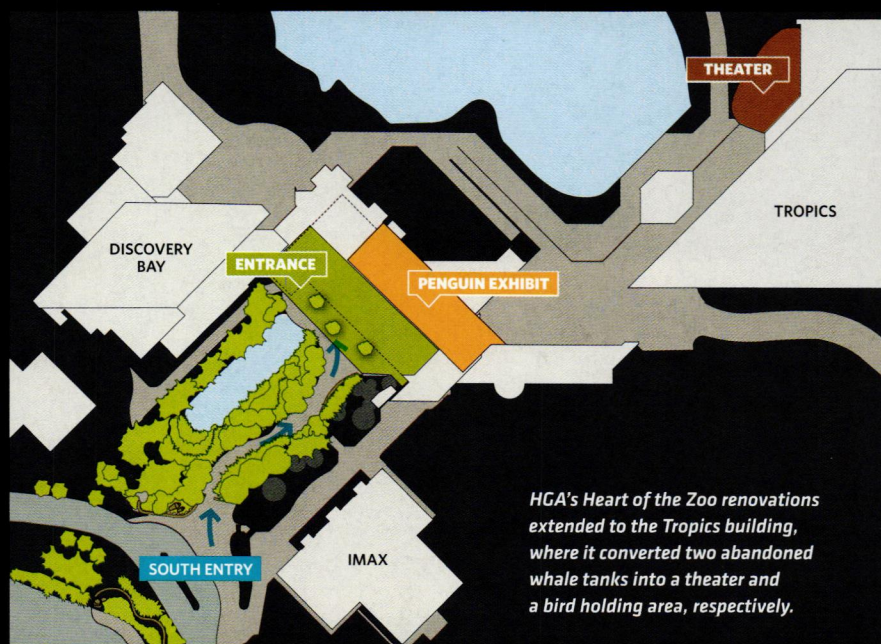 THEATER
TROPICS
DISCOVERY
BAY
ENTRANCE
PENGUIN EXHIBIT
SOUTH ENTRY
IMAX
HGA's Heart of the Zoo renovations
extended to the Tropics building,
where it converted two abandoned
whale tanks into a theater and
a bird holding area, respectively.